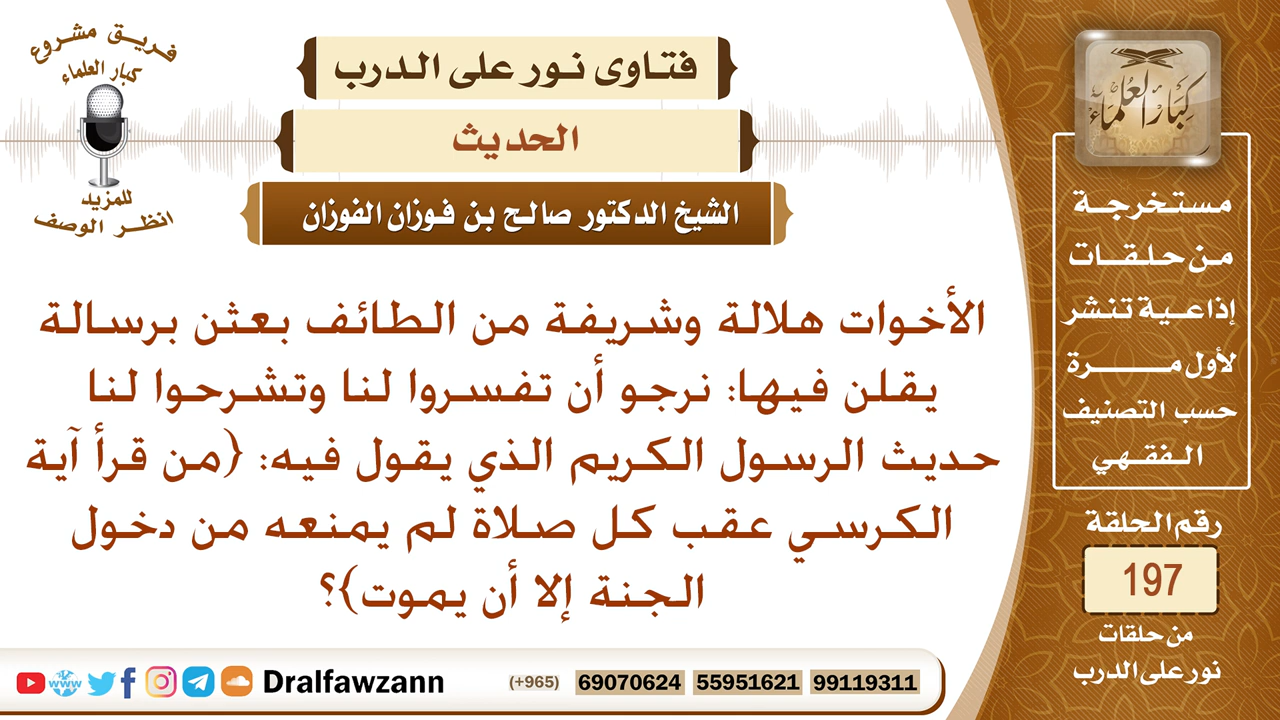 فريق مشروع
كبار العلماء
للمزيد
انظر الوصف
فتاوى نور على الدرب
الحديث
الشيخ الدكتور صالح بن فوزان الفوزان
الأخوات هلالة وشريفة من الطائف بعثن برسالة
يقلن فيها: نرجو أن تفسروا لنا وتشرحوا لنا
حديث الرسول الكريم الذي يقول فيه: {من قرأ آية
الكرسي عقب كل صلاة لم يمنعه من دخول
الجنة إلا أن يموت}؟
كبار العلماء
مستخرجة
من حلقات
إذاعية تنشر
لأول مرة
حسب التصنيف
الفقهي
رقم الحلقة
197
من حلقات
نور على الدرب
www Dralfawzann (+965) 69070624 55951621 99119311